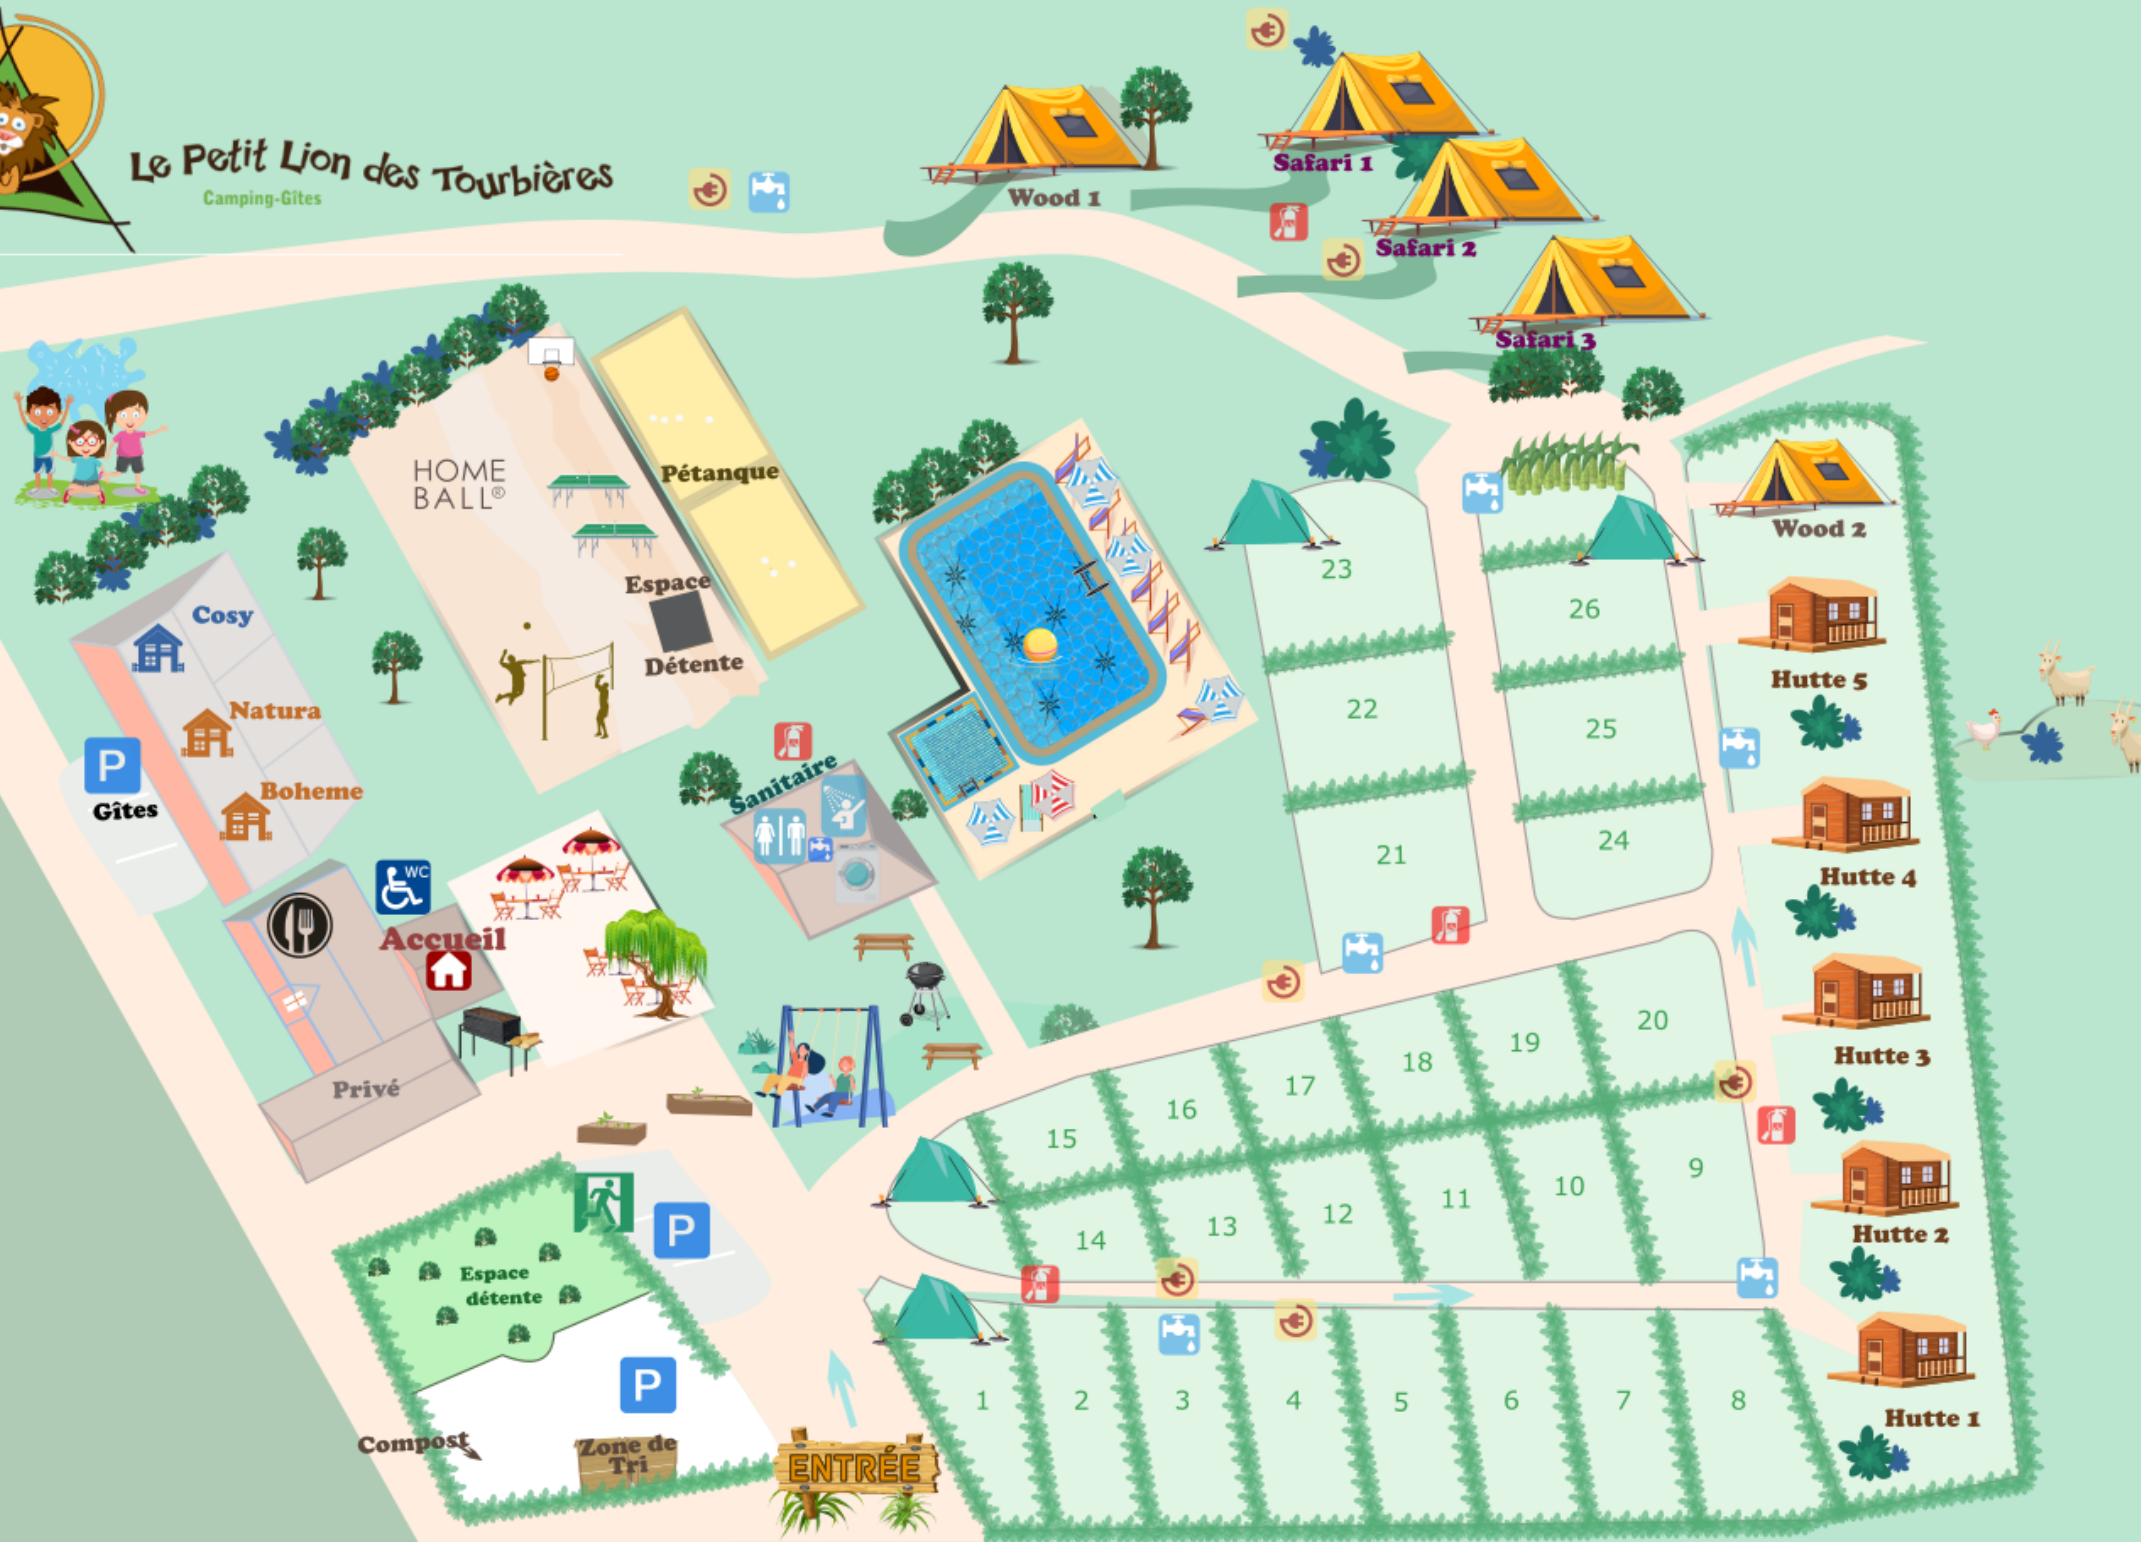 Le Petit Lion des Tourbières
Camping-Gîtes
Wood 1
Safari 1
Safari 2
Safari 3
HOME
BALL®
Pétanque
Espace
Détente
Wood 2
23
26
Cosy
Hutte 5
Natura
22
25
P
Gîtes
Boheme
Sanitaire
24
21
Hutte 4
WC
Accueil
20
19
Hutte 3
18
17
Privé
16
15
9
10
11
12
13
14
Hutte 2
P
Espace
détente
P
1
2
3
4
5
6
7
8
Hutte 1
Compost
Zone de
Tri
ENTRÉE